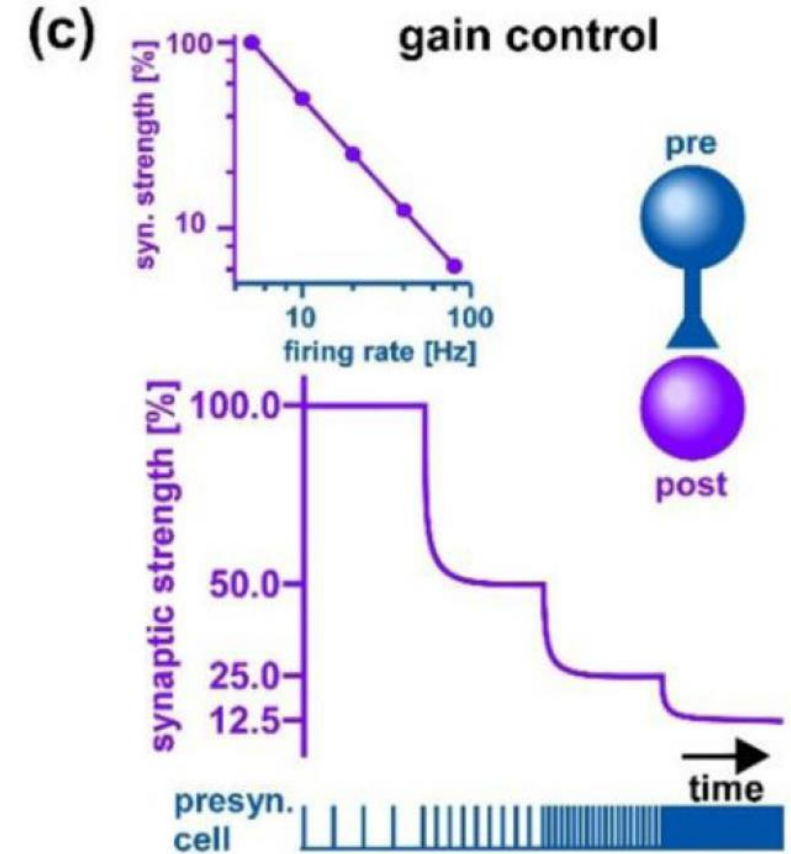 (c)
gain control
syn. strength [%]
100
10
10
100
firing rate [Hz]
pre
post
synaptic strength [%]
100.0
50.0
25.0
12.5
time
presyn.
cell